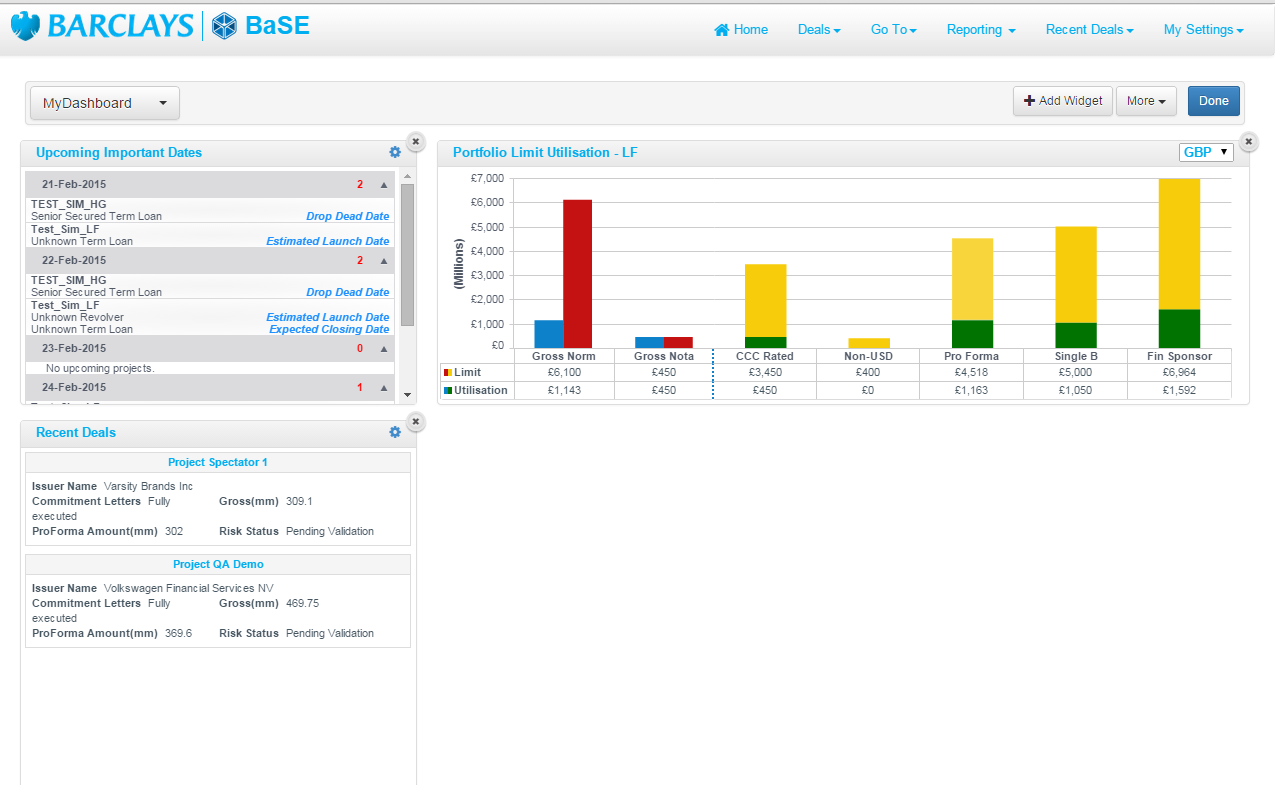 BARCLAYS BaSE
Home Deals Go To Reporting Recent Deals My Settings
MyDashboard
Add Widget More Done
Upcoming Important Dates
21-Feb-2015 2
TEST_SIM_HG
Senior Secured Term Loan Drop Dead Date
Test_Sim_LF
Unknown Term Loan Estimated Launch Date
22-Feb-2015 2
TEST_SIM_HG
Senior Secured Term Loan Drop Dead Date
Test_Sim_LF
Unknown Revolver Estimated Launch Date
Unknown Term Loan Expected Closing Date
23-Feb-2015 0
No upcoming projects.
24-Feb-2015 1
Portfolio Limit Utilisation - LF GBP
(Millions)
£7,000
£6,000
£5,000
£4,000
£3,000
£2,000
£1,000
£0
Gross Norm Gross Nota CCC Rated Non-USD Pro Forma Single B Fin Sponsor
Limit £6,100 £450 £3,450 £400 £4,518 £5,000 £6,964
Utilisation £1,143 £450 £450 £0 £1,163 £1,050 £1,592
Recent Deals
Project Spectator 1
Issuer Name Varsity Brands Inc
Commitment Letters Fully Gross(mm) 309.1
executed
ProForma Amount(mm) 302 Risk Status Pending Validation
Project QA Demo
Issuer Name Volkswagen Financial Services NV
Commitment Letters Fully Gross(mm) 469.75
executed
ProForma Amount(mm) 369.6 Risk Status Pending Validation